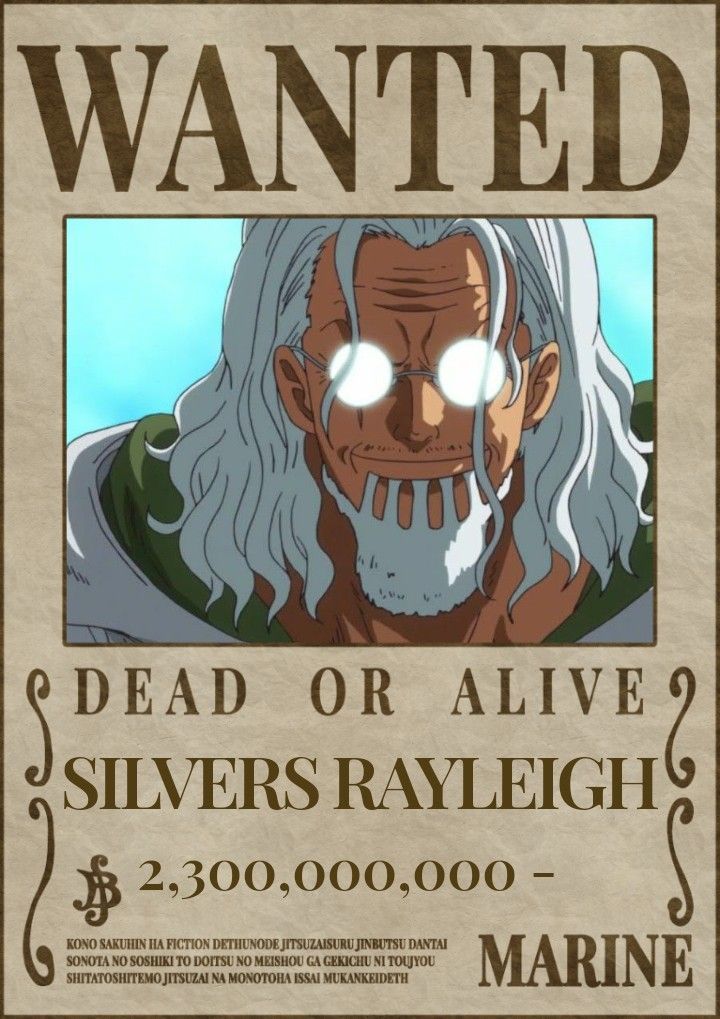 WANTED
DEAD OR ALIVE
SILVERS RAYLEIGH
2,300,000,000 -
KONO SAKUHIN HA FICTION DETHUNODE JITSUZAISURU JINBUTSU DANTAI
SONOTA NO SOSHIKI TO DOITSU NO MEISHOU GA GEKICHU NI TOUJYOU
SHITATOSHITEMO JITSUZAI NA MONOTOHA ISSAI MUKANKEIDETH
MARINE